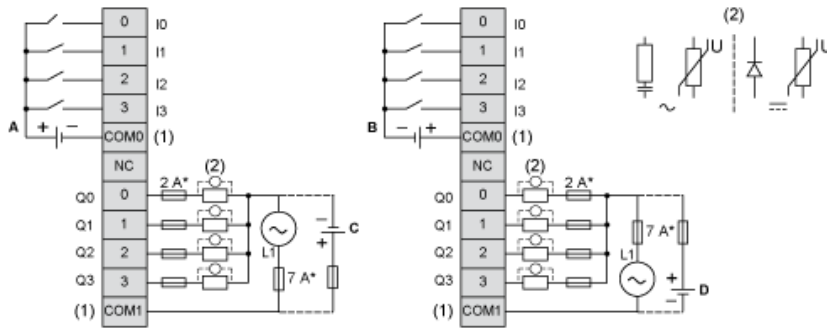 0 I0
1 I1
2 I2
3 I3
A + − COM0 (1)
NC
(2)
Q0 0 2 A*
Q1 1
Q2 2
Q3 3
− C
+
L1
7 A*
(1) COM1
0 I0
1 I1
2 I2
3 I3
B − + COM0 (1)
NC
(2)
Q0 0 2 A*
Q1 1
Q2 2
Q3 3
7 A*
L1
+
− D
(1) COM1
(2)
U U